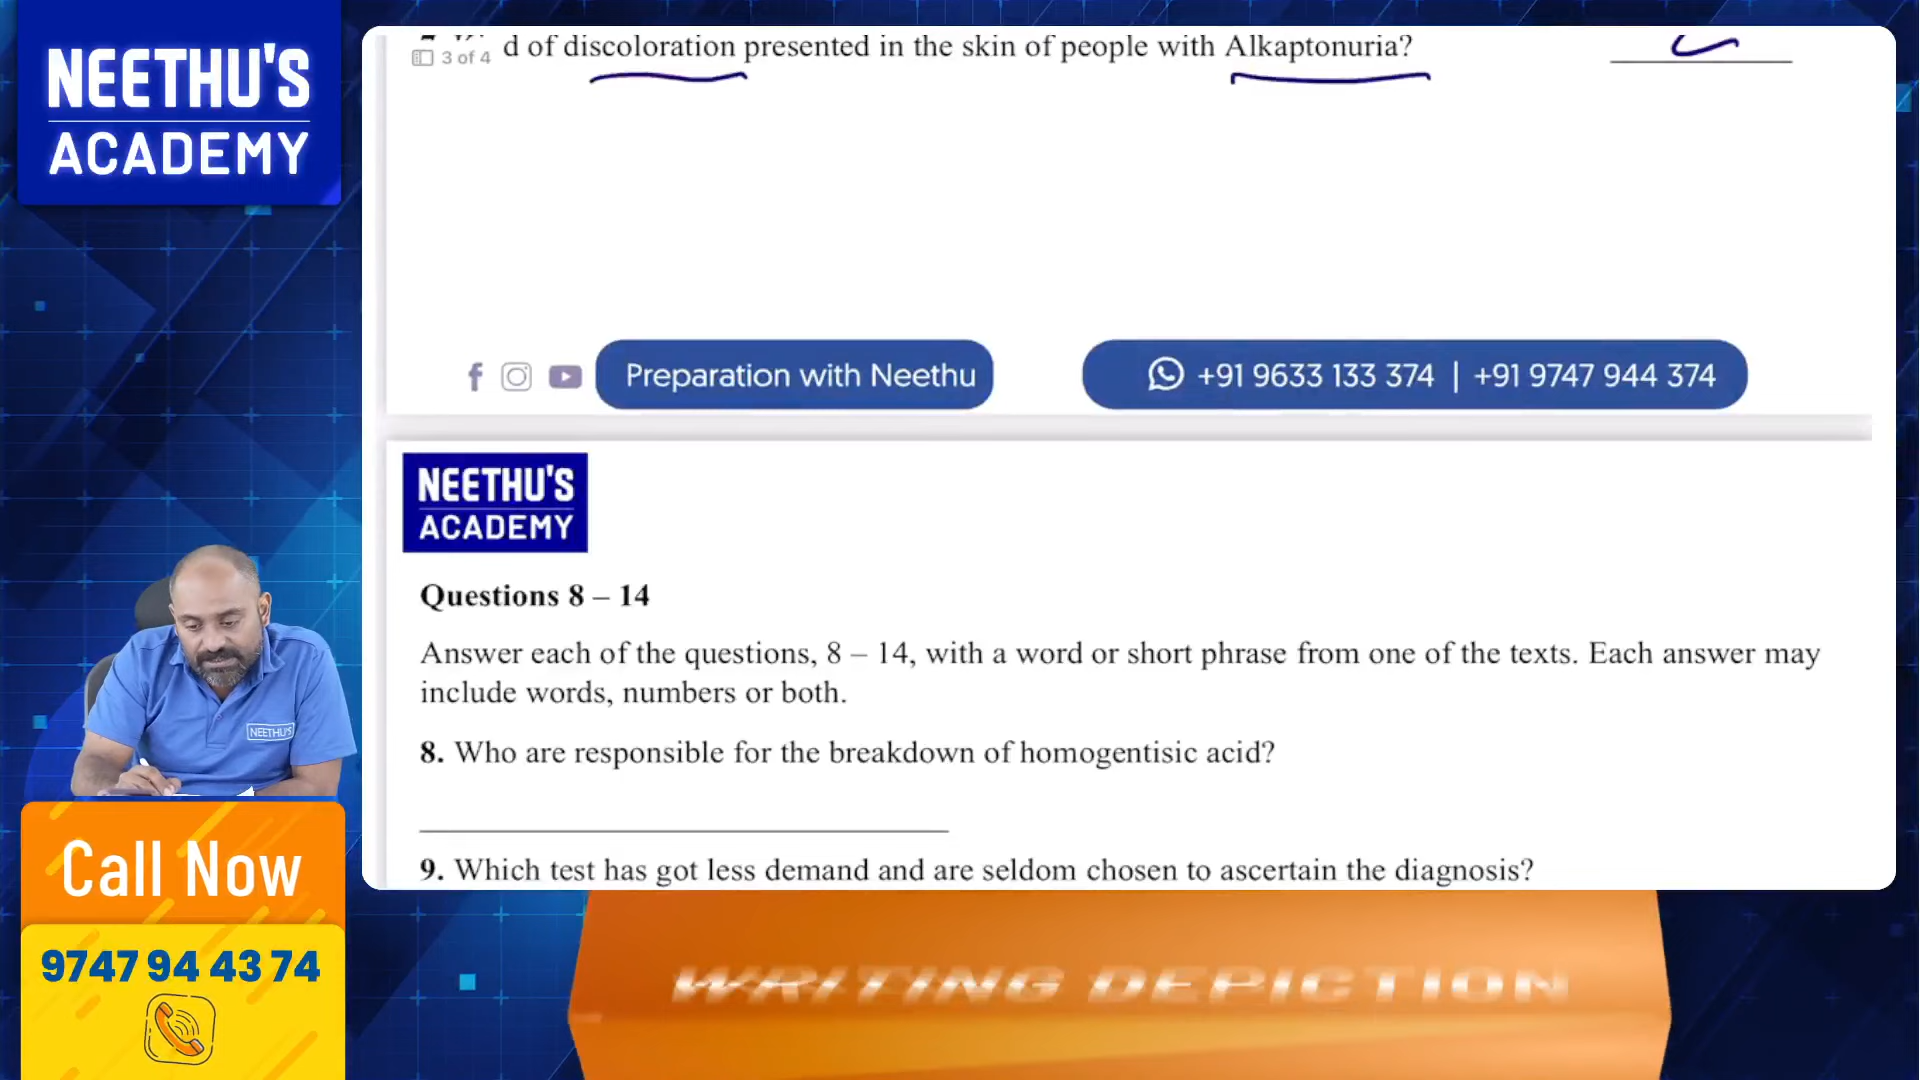 NEETHU'S
ACADEMY
3 of 4
d of discoloration presented in the skin of people with Alkaptonuria?
Preparation with Neethu
+91 9633 133 374 | +91 9747 944 374
NEETHU'S
ACADEMY
Questions 8 – 14
Answer each of the questions, 8 – 14, with a word or short phrase from one of the texts. Each answer may
include words, numbers or both.
8. Who are responsible for the breakdown of homogentisic acid?
9. Which test has got less demand and are seldom chosen to ascertain the diagnosis?
NEETHU'S
Call Now
9747 94 43 74
WRITING DEPICTION